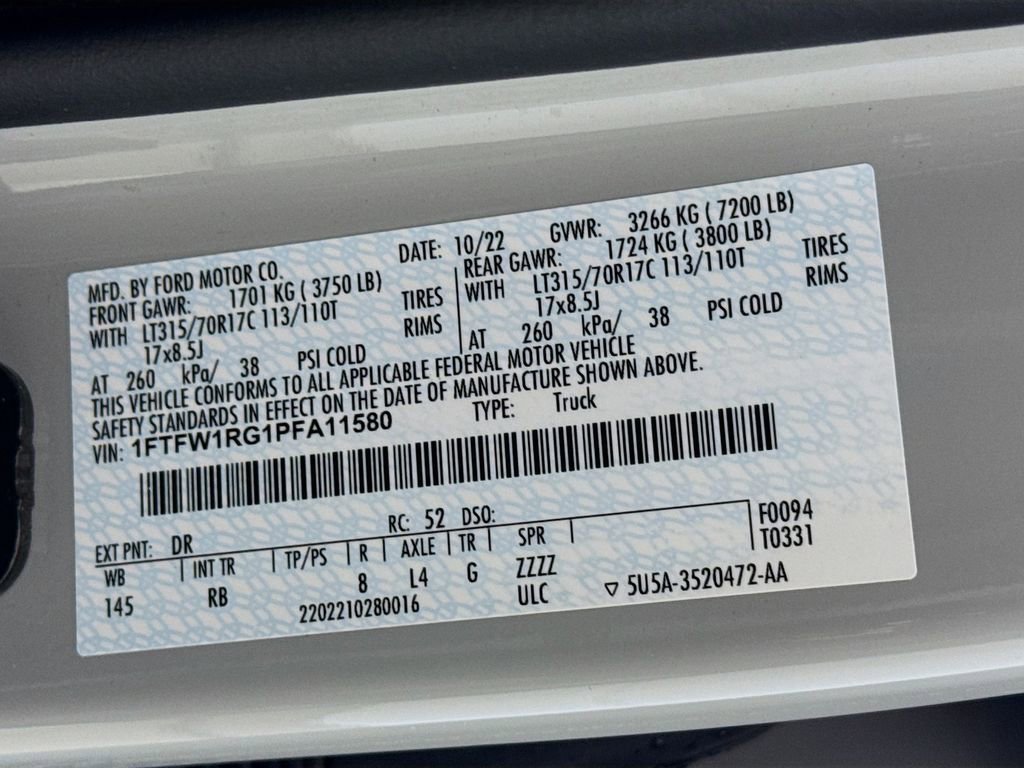 MFD. BY FORD MOTOR CO. DATE: 10/22 GVWR: 3266 KG ( 7200 LB)
FRONT GAWR: 1701 KG ( 3750 LB) REAR GAWR: 1724 KG ( 3800 LB)
WITH LT315/70R17C 113/110T TIRES WITH LT315/70R17C 113/110T TIRES
17x8.5J RIMS 17x8.5J RIMS
AT 260 kPa/ 38 PSI COLD AT 260 kPa/ 38 PSI COLD
THIS VEHICLE CONFORMS TO ALL APPLICABLE FEDERAL MOTOR VEHICLE
SAFETY STANDARDS IN EFFECT ON THE DATE OF MANUFACTURE SHOWN ABOVE.
VIN: 1FTFW1RG1PFA11580 TYPE: Truck
EXT PNT: DR RC: 52 DSO: F0094
WB INT TR TP/PS R AXLE TR SPR T0331
145 RB 8 L4 G ZZZZ
2202210280016 ULC ▽ 5U5A-3520472-AA